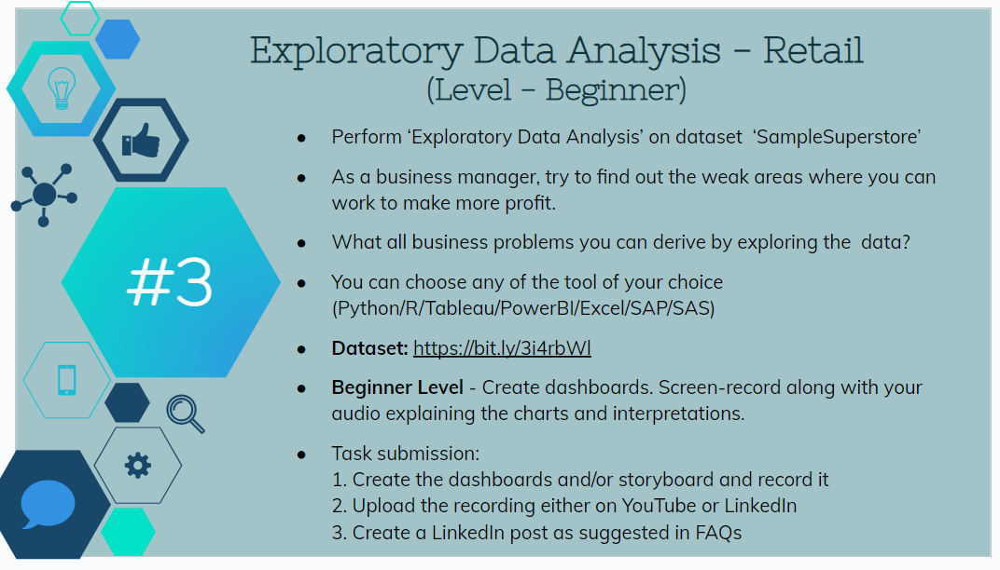 Exploratory Data Analysis – Retail
(Level – Beginner)
#3
● Perform ‘Exploratory Data Analysis’ on dataset ‘SampleSuperstore’
● As a business manager, try to find out the weak areas where you can
work to make more profit.
● What all business problems you can derive by exploring the data?
● You can choose any of the tool of your choice
(Python/R/Tableau/PowerBI/Excel/SAP/SAS)
● Dataset: https://bit.ly/3i4rbWl
● Beginner Level - Create dashboards. Screen-record along with your
audio explaining the charts and interpretations.
● Task submission:
1. Create the dashboards and/or storyboard and record it
2. Upload the recording either on YouTube or LinkedIn
3. Create a LinkedIn post as suggested in FAQs